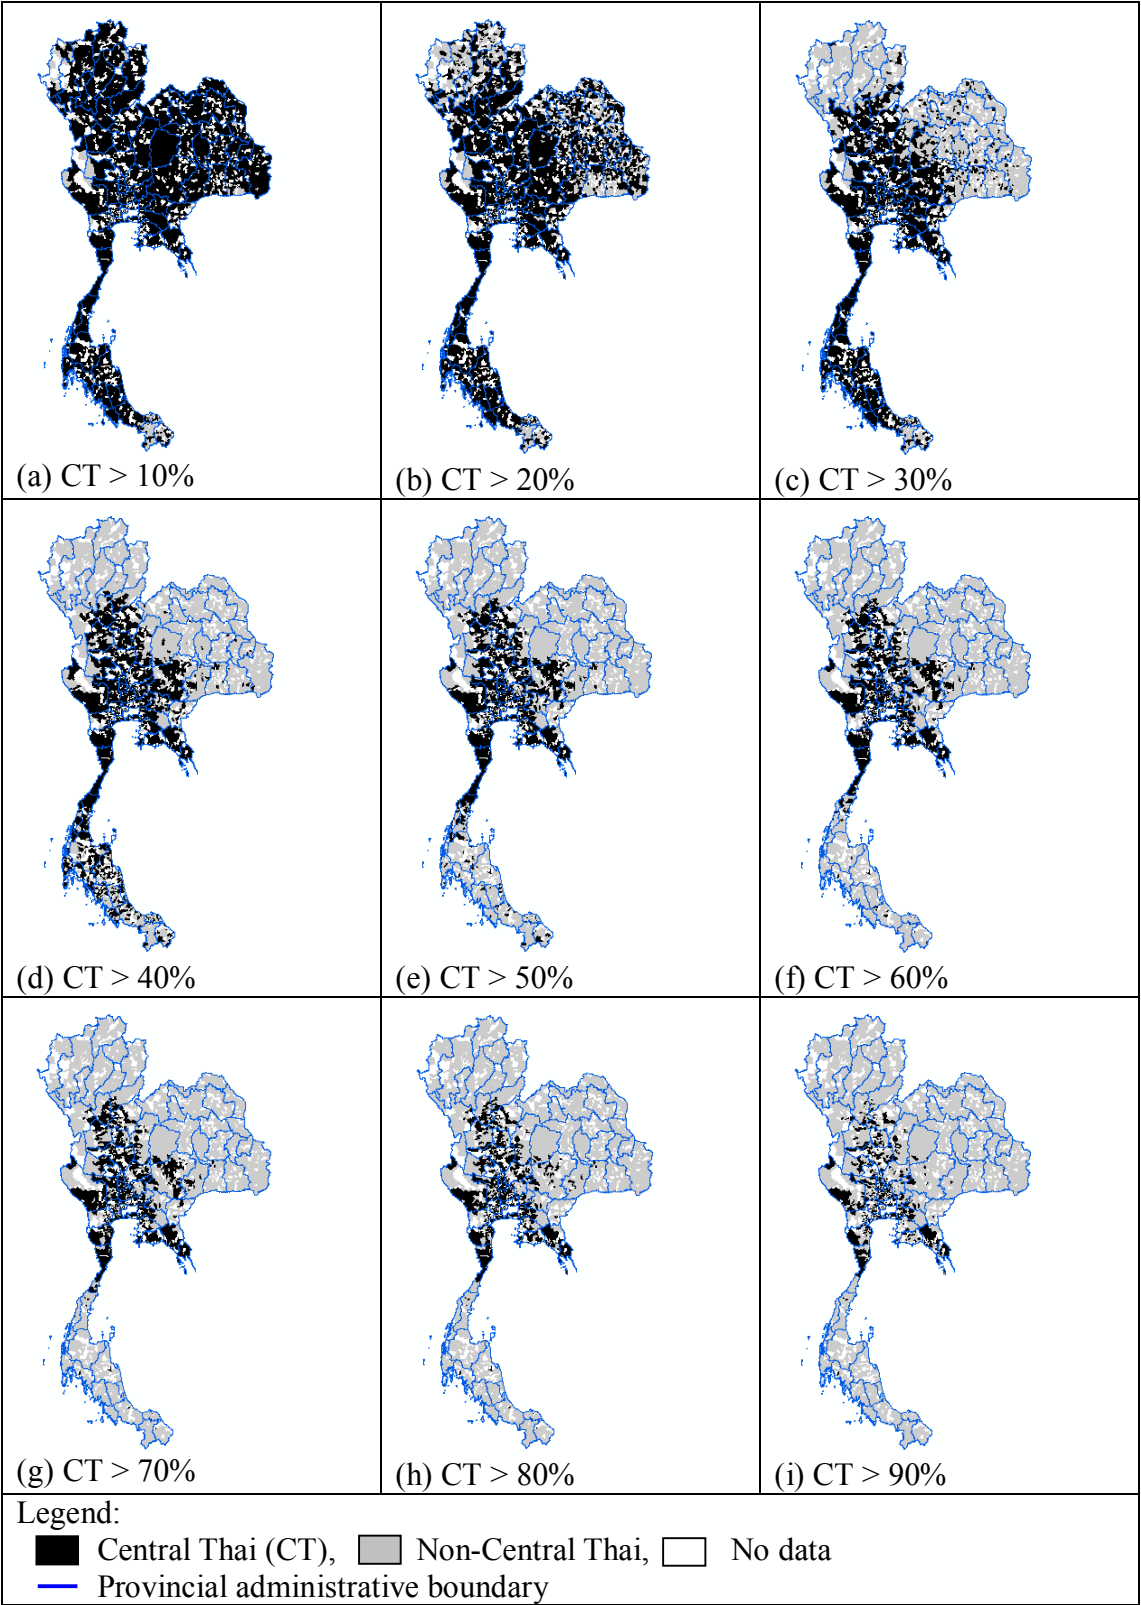 (a) CT > 10%
(b) CT > 20%
(c) CT > 30%
(d) CT > 40%
(e) CT > 50%
(f) CT > 60%
(g) CT > 70%
(h) CT > 80%
(i) CT > 90%
Legend:
Central Thai (CT), Non-Central Thai, No data
Provincial administrative boundary